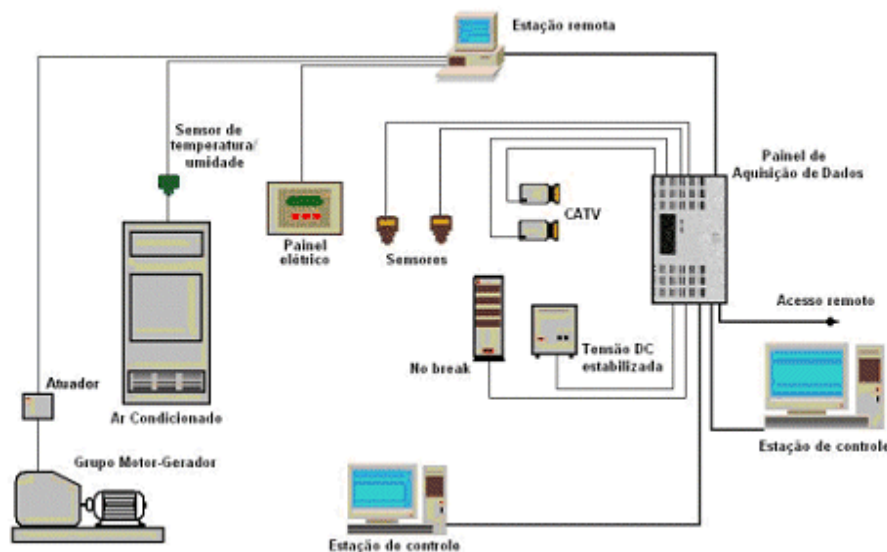 Estação remota
Sensor de
temperatura/
umidade
Painel de
Aquisição de Dados
CATV
Painel
elétrico
Sensores
Acesso remoto
No break
Tensão DC
estabilizada
Atuador
Ar Condicionado
Estação de controle
Grupo Motor-Gerador
Estação de controle